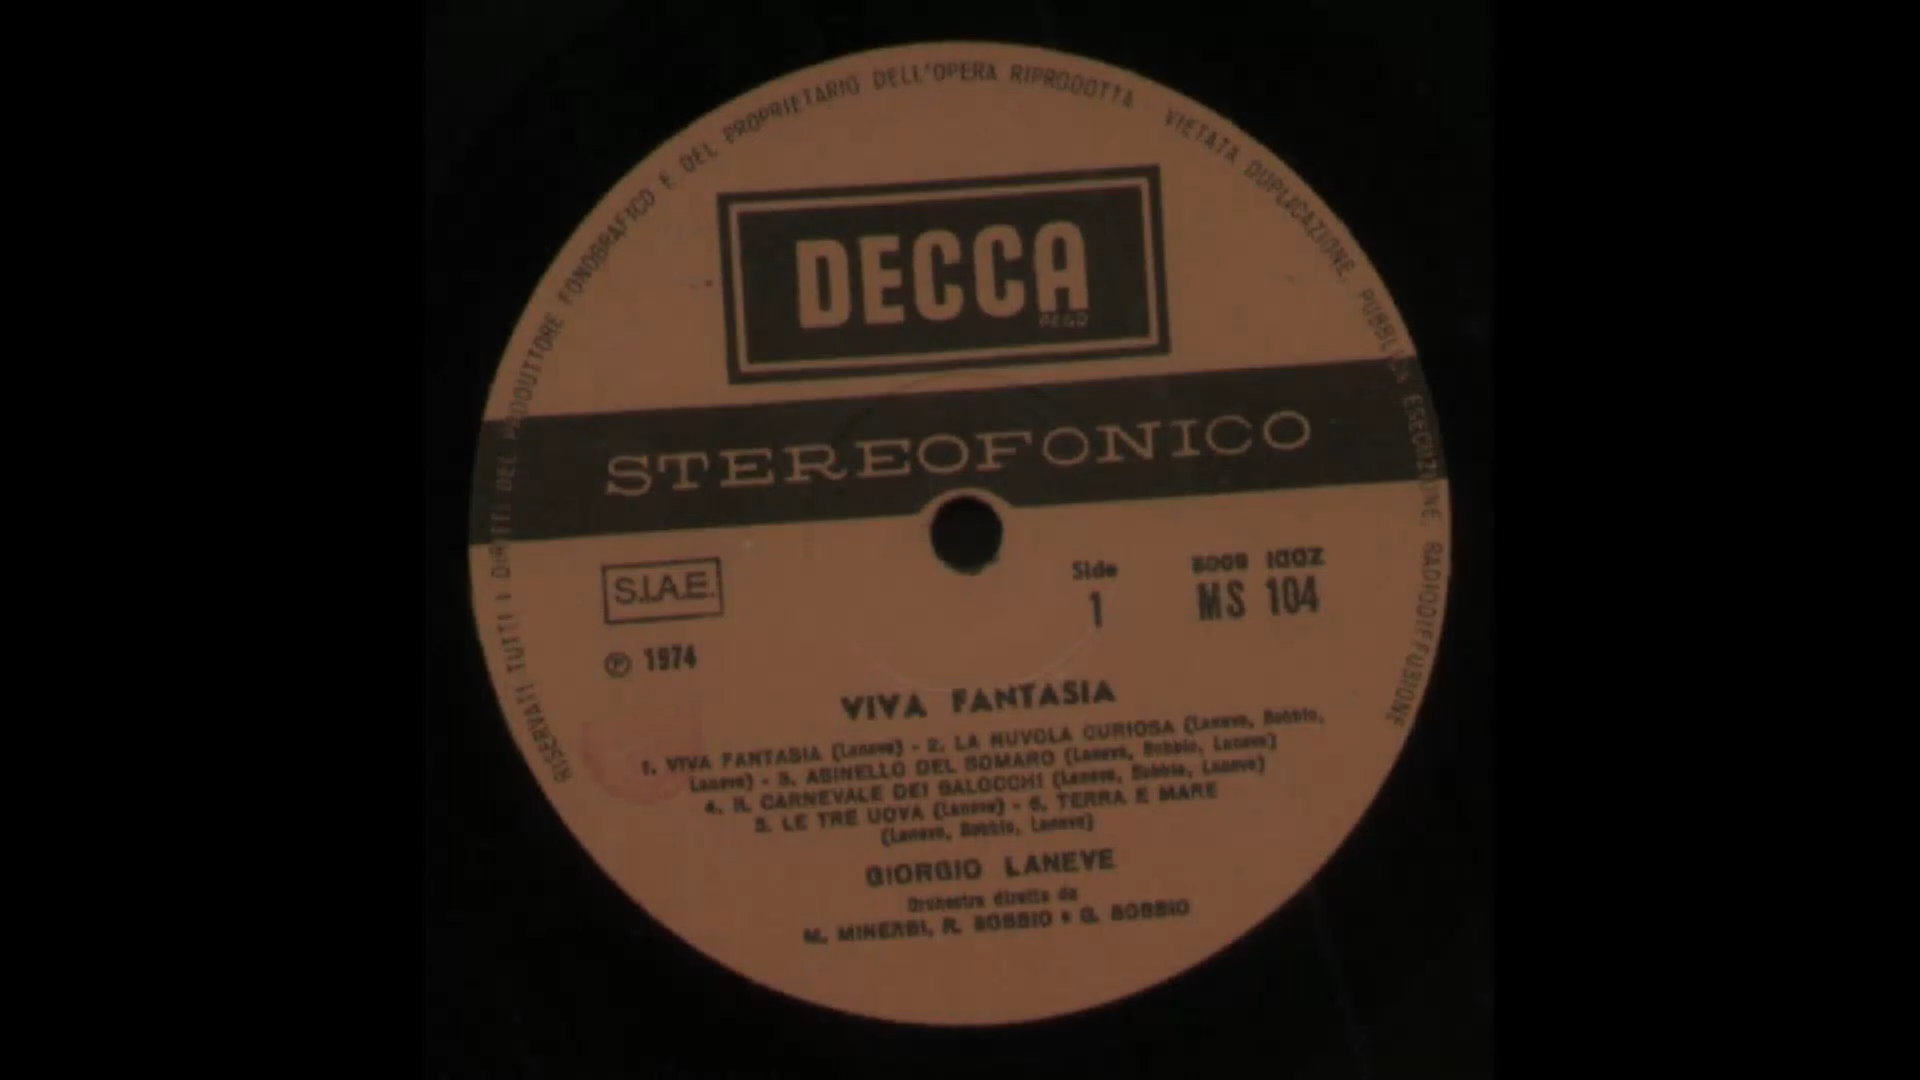 RISERVATI TUTTI I DIRITTI DEL PRODUTTORE FONOGRAFICO E DEL PROPRIETARIO DELL'OPERA RIPRODOTTA - VIETATA DUPLICAZIONE, PUBBLICA ESECUZIONE, RADIODIFFUSIONE
DECCA
STEREOFONICO
S.I.A.E.
Side
1
MS 104
Ⓟ 1974
VIVA FANTASIA
1. VIVA FANTASIA (Laneve) - 2. LA NUVOLA CURIOSA (Laneve, Bobbio,
Laneve) - 3. ASINELLO DEL SOMARO (Laneve, Bobbio, Laneve)
4. IL CARNEVALE DEI BALOCCHI (Laneve, Bobbio, Laneve)
5. LE TRE UOVA (Laneve) - 6. TERRA E MARE
(Laneve, Bobbio, Laneve)
GIORGIO LANEVE
Orchestra diretta da
M. MINERBI, R. BOBBIO e G. BOBBIO